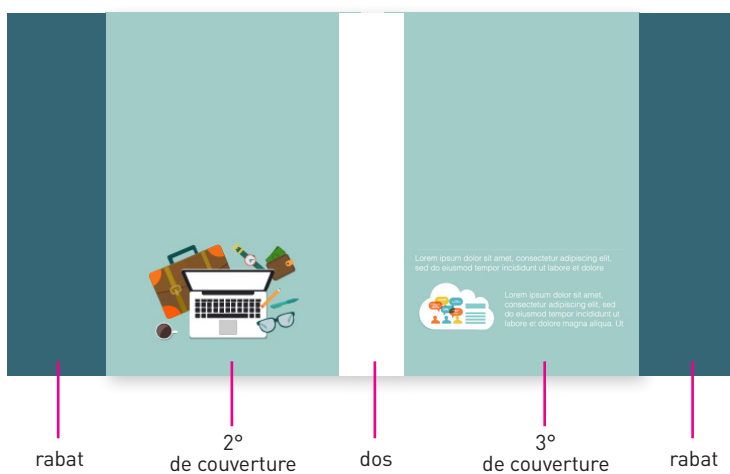 Lorem ipsum dolor sit amet, consectetur adipiscing elit,
sed do eiusmod tempor incididunt ut labore et dolore
Lorem ipsum dolor sit amet,
consectetur adipiscing elit, sed
do eiusmod tempor incididunt ut
labore et dolore magna aliqua. Ut
rabat
2°
de couverture
dos
3°
de couverture
rabat